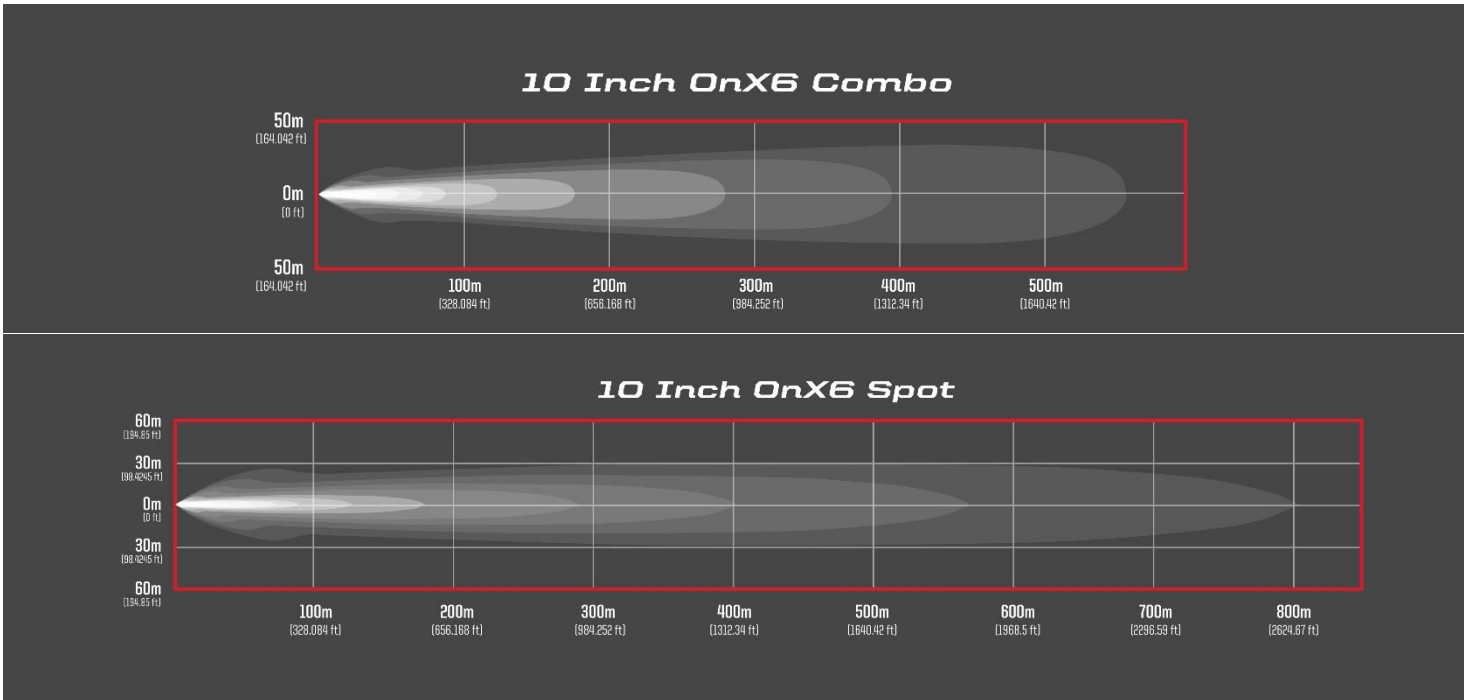 10 Inch OnX6 Combo
50m
(164.042 ft)
0m
(0 ft)
50m
(164.042 ft)
100m 200m 300m 400m 500m
(328.084 ft) (656.168 ft) (984.252 ft) (1312.34 ft) (1640.42 ft)
10 Inch OnX6 Spot
60m
(194.85 ft)
30m
(98.4245 ft)
0m
(0 ft)
30m
(98.4245 ft)
60m
(194.85 ft)
100m 200m 300m 400m 500m 600m 700m 800m
(328.084 ft) (656.168 ft) (984.252 ft) (1312.34 ft) (1640.42 ft) (1968.5 ft) (2296.59 ft) (2624.67 ft)